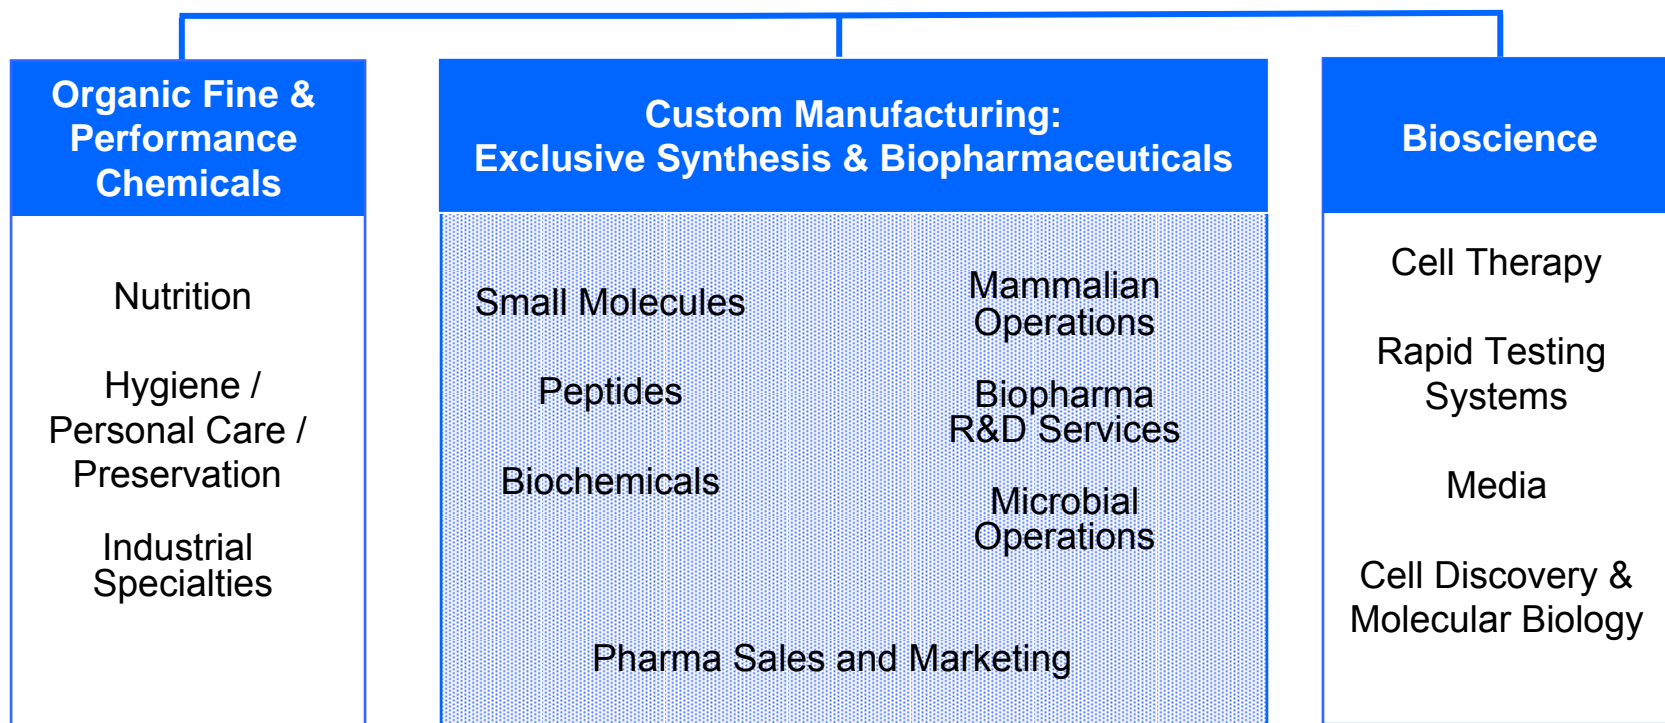 Organic Fine &
Performance
Chemicals
Nutrition
Hygiene /
Personal Care /
Preservation
Industrial
Specialties
Custom Manufacturing:
Exclusive Synthesis & Biopharmaceuticals
Small Molecules
Peptides
Biochemicals
Mammalian
Operations
Biopharma
R&D Services
Microbial
Operations
Pharma Sales and Marketing
Bioscience
Cell Therapy
Rapid Testing
Systems
Media
Cell Discovery &
Molecular Biology